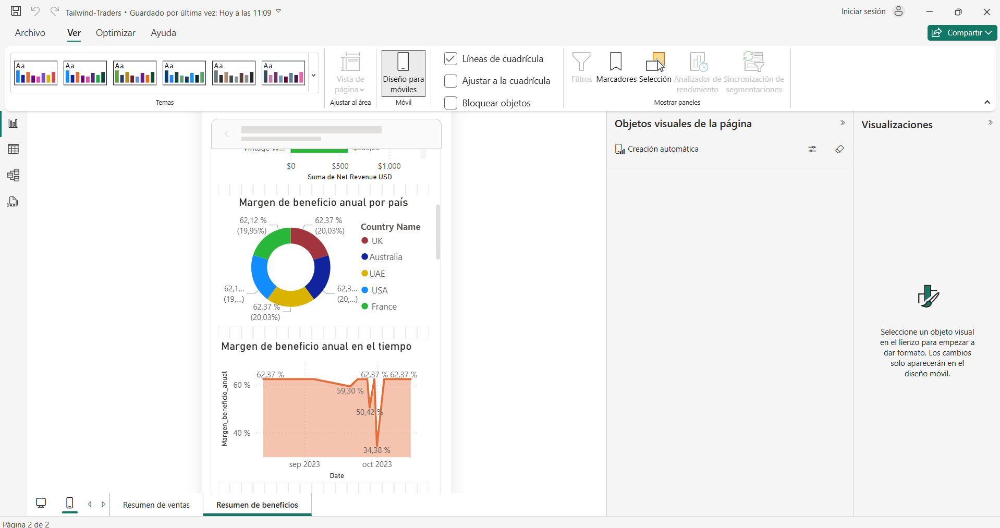 Tailwind-Traders • Guardado por última vez: Hoy a las 11:09
Iniciar sesión
Archivo
Ver
Optimizar
Ayuda
Compartir
Aa
Aa
Aa
Aa
Aa
Aa
Temas
Vista de
página
Ajustar al área
Diseño para
móviles
Móvil
Líneas de cuadrícula
Ajustar a la cuadrícula
Bloquear objetos
Filtros
Marcadores
Selección
Analizador de
rendimiento
Sincronización de
segmentaciones
Mostrar paneles
DAX
Vintage W...
$0
$500
$1.000
Suma de Net Revenue USD
Margen de beneficio anual por país
62,12 %
(19,95%)
62,37 %
(20,03%)
62,1...
(19,...)
62,3...
(20,...)
62,37 %
(20,03%)
Country Name
UK
Australia
UAE
USA
France
Margen de beneficio anual en el tiempo
Margen_beneficio_anual
60 %
40 %
62,37 %
59,30 %
62,37 %
62,37 %
50,42 %
34,38 %
sep 2023
oct 2023
Date
Objetos visuales de la página
Creación automática
Visualizaciones
Seleccione un objeto visual
en el lienzo para empezar a
dar formato. Los cambios
solo aparecerán en el
diseño móvil.
Resumen de ventas
Resumen de beneficios
Página 2 de 2